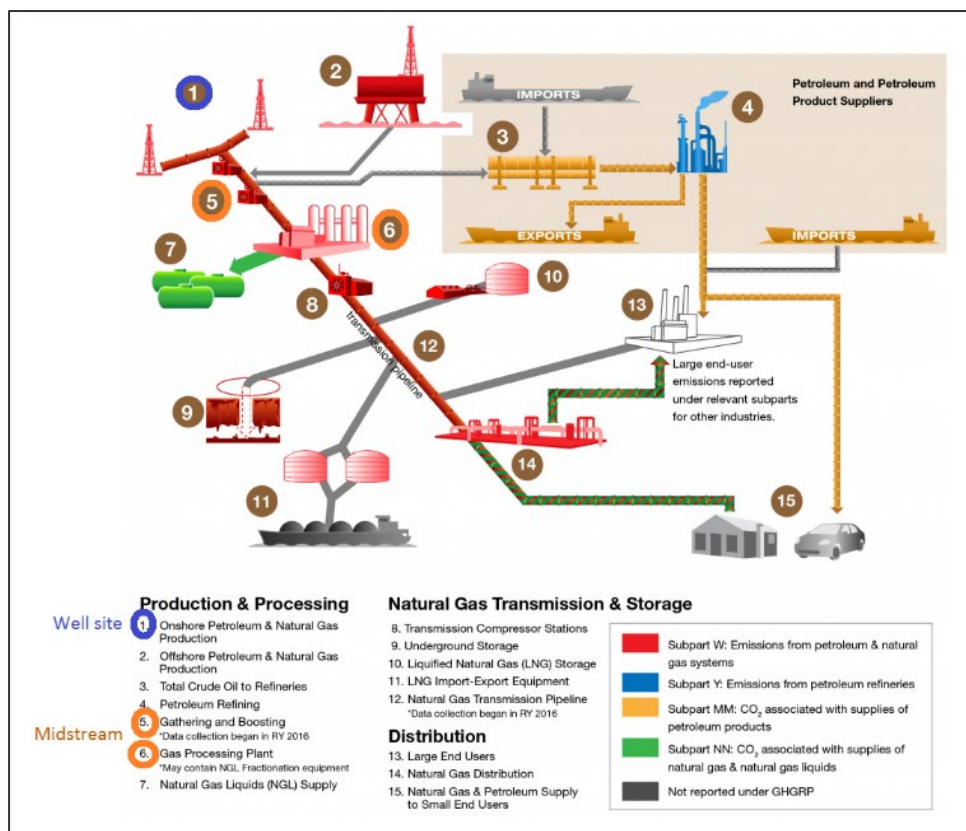 1
2
IMPORTS
Petroleum and Petroleum
Product Suppliers
4
3
5
6
EXPORTS
IMPORTS
7
8
10
13
transmission pipeline
12
Large end-user
emissions reported
under relevant subparts
for other industries.
9
14
11
15
Production & Processing
Well site
1. Onshore Petroleum & Natural Gas
Production
2. Offshore Petroleum & Natural Gas
Production
3. Total Crude Oil to Refineries
4. Petroleum Refining
Midstream
5. Gathering and Boosting
*Data collection began in RY 2016
6. Gas Processing Plant
*May contain NGL Fractionation equipment
7. Natural Gas Liquids (NGL) Supply
Natural Gas Transmission & Storage
8. Transmission Compressor Stations
9. Underground Storage
10. Liquified Natural Gas (LNG) Storage
11. LNG Import-Export Equipment
12. Natural Gas Transmission Pipeline
*Data collection began in RY 2016
Distribution
13. Large End Users
14. Natural Gas Distribution
15. Natural Gas & Petroleum Supply
to Small End Users
Subpart W: Emissions from petroleum & natural
gas systems
Subpart Y: Emissions from petroleum refineries
Subpart MM: CO₂ associated with supplies of
petroleum products
Subpart NN: CO₂ associated with supplies of
natural gas & natural gas liquids
Not reported under GHGRP